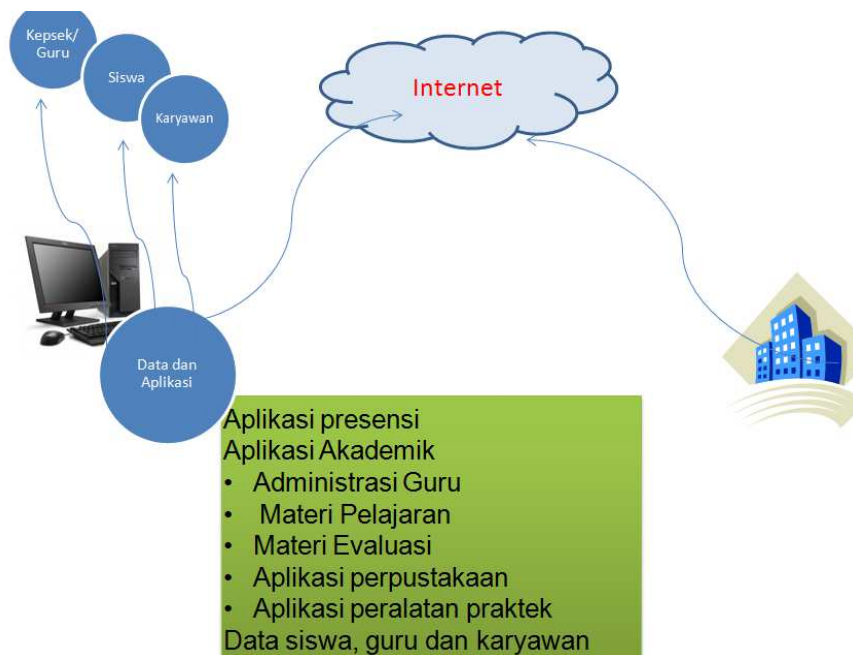 Kepsek/
Guru
Siswa
Karyawan
Internet
Data dan
Aplikasi
Aplikasi presensi
Aplikasi Akademik
• Administrasi Guru
• Materi Pelajaran
• Materi Evaluasi
• Aplikasi perpustakaan
• Aplikasi peralatan praktek
Data siswa, guru dan karyawan